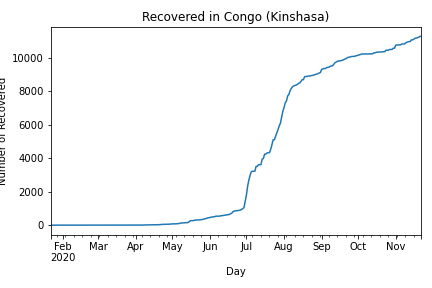 Recovered in Congo (Kinshasa)
10000
8000
6000
4000
2000
0
Number of Recovered
Feb Mar Apr May Jun Jul Aug Sep Oct Nov
2020
Day